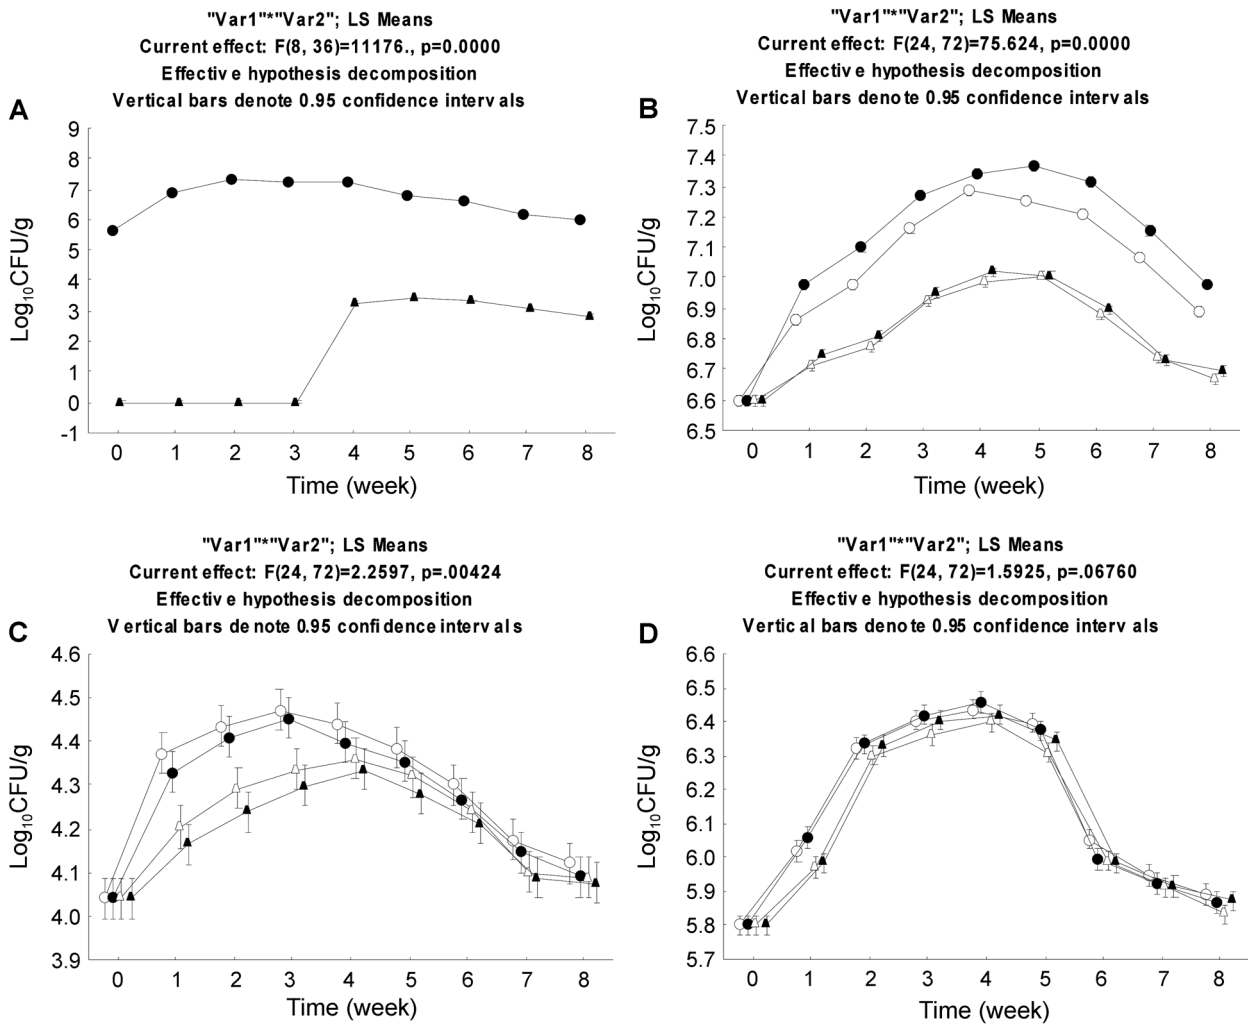 "Var1"*"Var2"; LS Means
Current effect: F(8, 36)=11176., p=0.0000
Effectiv e hypothesis decomposition
Vertical bars denote 0.95 confidence interv als
A
9
8
7
6
5
4
3
2
1
0
-1
Log10CFU/g
0 1 2 3 4 5 6 7 8
Time (week)
"Var1"*"Var2"; LS Means
Current effect: F(24, 72)=75.624, p=0.0000
Effectiv e hypothesis decomposition
Vertical bars denote 0.95 confidence interv als
B
7.5
7.4
7.3
7.2
7.1
7.0
6.9
6.8
6.7
6.6
6.5
Log10CFU/g
0 1 2 3 4 5 6 7 8
Time (week)
"Var1"*"Var2"; LS Means
Current effect: F(24, 72)=2.2597, p=.00424
Effectiv e hypothesis decomposition
V ertical bars denote 0.95 confidence interv als
C
4.6
4.5
4.4
4.3
4.2
4.1
4.0
3.9
Log10CFU/g
0 1 2 3 4 5 6 7 8
Time (week)
"Var1"*"Var2"; LS Means
Current effect: F(24, 72)=1.5925, p=.06760
Effectiv e hypothesis decomposition
Vertical bars denote 0.95 confidence interv als
D
6.6
6.5
6.4
6.3
6.2
6.1
6.0
5.9
5.8
5.7
Log10CFU/g
0 1 2 3 4 5 6 7 8
Time (week)